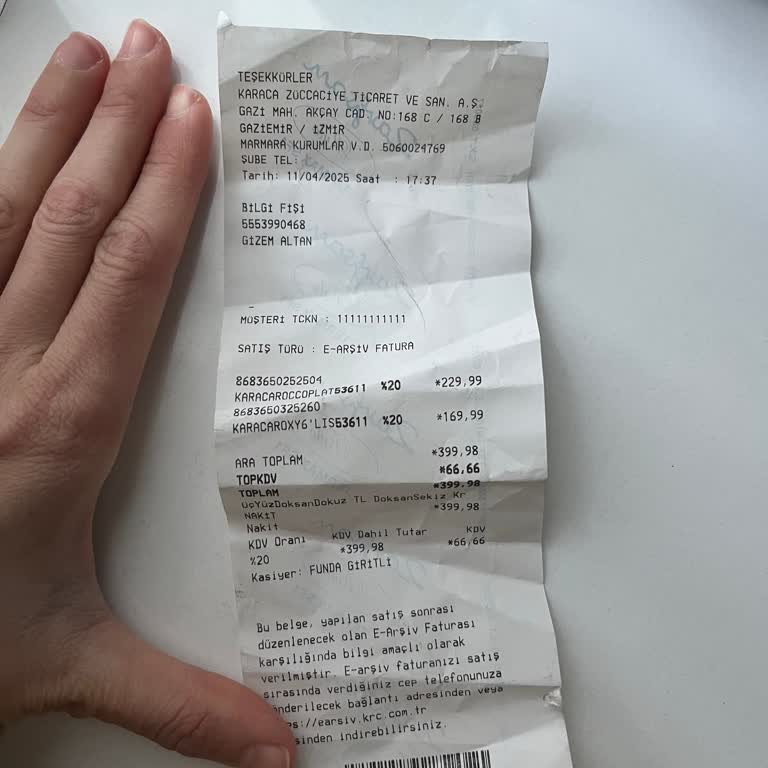 TEŞEKKÜRLER
KARACA ZÜCCACİYE TİCARET VE SAN. A.Ş.
GAZİ MAH. AKÇAY CAD. NO:168 C / 168 B
GAZİEMİR / İZMİR
MARMARA KURUMLAR V.D. 5060024769
ŞUBE TEL:
Tarih: 11/04/2025 Saat : 17:37
BİLGİ FİŞİ
5553990468
GİZEM ALTAN
MÜŞTERİ TCKN : 11111111111
SATIŞ TÜRÜ : E-ARŞİV FATURA
8683650252504
KARACAROCCOPLAT53611 %20 *229,99
8683650325260
KARACAROXY6'LIS53611 %20 *169,99
ARA TOPLAM *399,98
TOPKDV *66,66
TOPLAM *399,98
ÜçYüzDoksanDokuz TL DoksanSekiz Kr
NAKİT *399,98
Nakit
KDV Oranı KDV Dahil Tutar KDV
%20 *399,98 *66,66
Kasiyer: FUNDA GİRİTLİ
Bu belge, yapılan satış sonrası
düzenlenecek olan E-Arşiv Faturası
karşılığında bilgi amaçlı olarak
verilmiştir. E-arşiv faturanızı satış
sırasında verdiğiniz cep telefonunuza
gönderilecek bağlantı adresinden veya
ps://earsiv.krc.com.tr
sinden indirebilirsiniz.